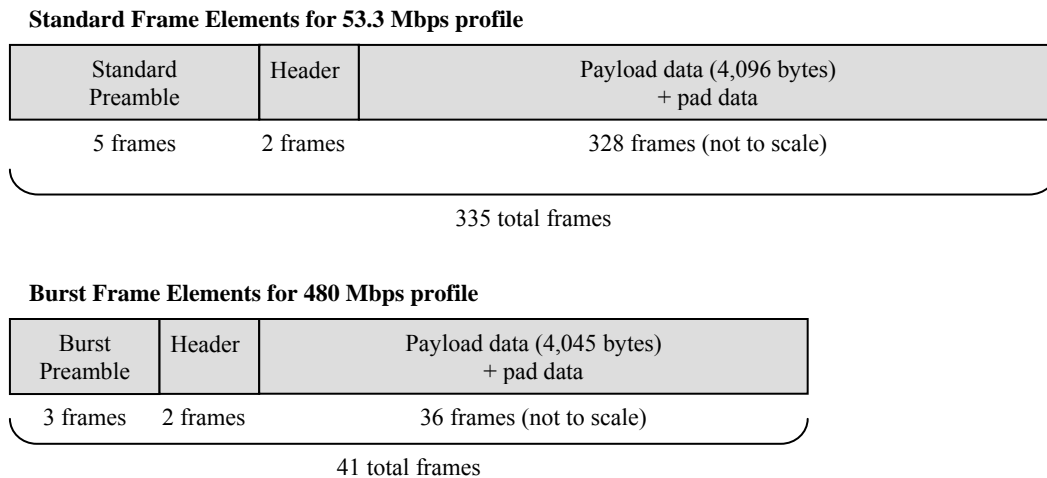 Standard Frame Elements for 53.3 Mbps profile
Standard
Preamble
Header
Payload data (4,096 bytes)
+ pad data
5 frames
2 frames
328 frames (not to scale)
335 total frames
Burst Frame Elements for 480 Mbps profile
Burst
Preamble
Header
Payload data (4,045 bytes)
+ pad data
3 frames
2 frames
36 frames (not to scale)
41 total frames